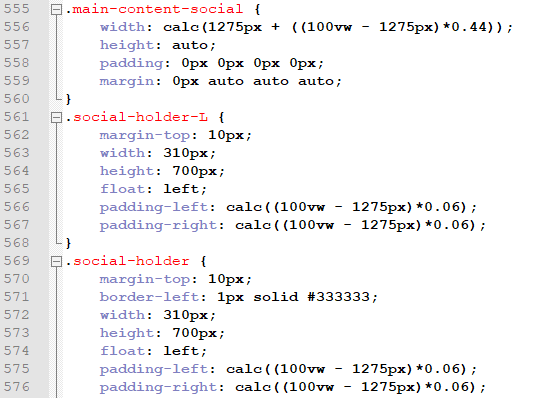 555 .main-content-social {
556 width: calc(1275px + ((100vw - 1275px)*0.44));
557 height: auto;
558 padding: 0px 0px 0px 0px;
559 margin: 0px auto auto auto;
560 }
561 .social-holder-L {
562 margin-top: 10px;
563 width: 310px;
564 height: 700px;
565 float: left;
566 padding-left: calc((100vw - 1275px)*0.06);
567 padding-right: calc((100vw - 1275px)*0.06);
568 }
569 .social-holder {
570 margin-top: 10px;
571 border-left: 1px solid #333333;
572 width: 310px;
573 height: 700px;
574 float: left;
575 padding-left: calc((100vw - 1275px)*0.06);
576 padding-right: calc((100vw - 1275px)*0.06);